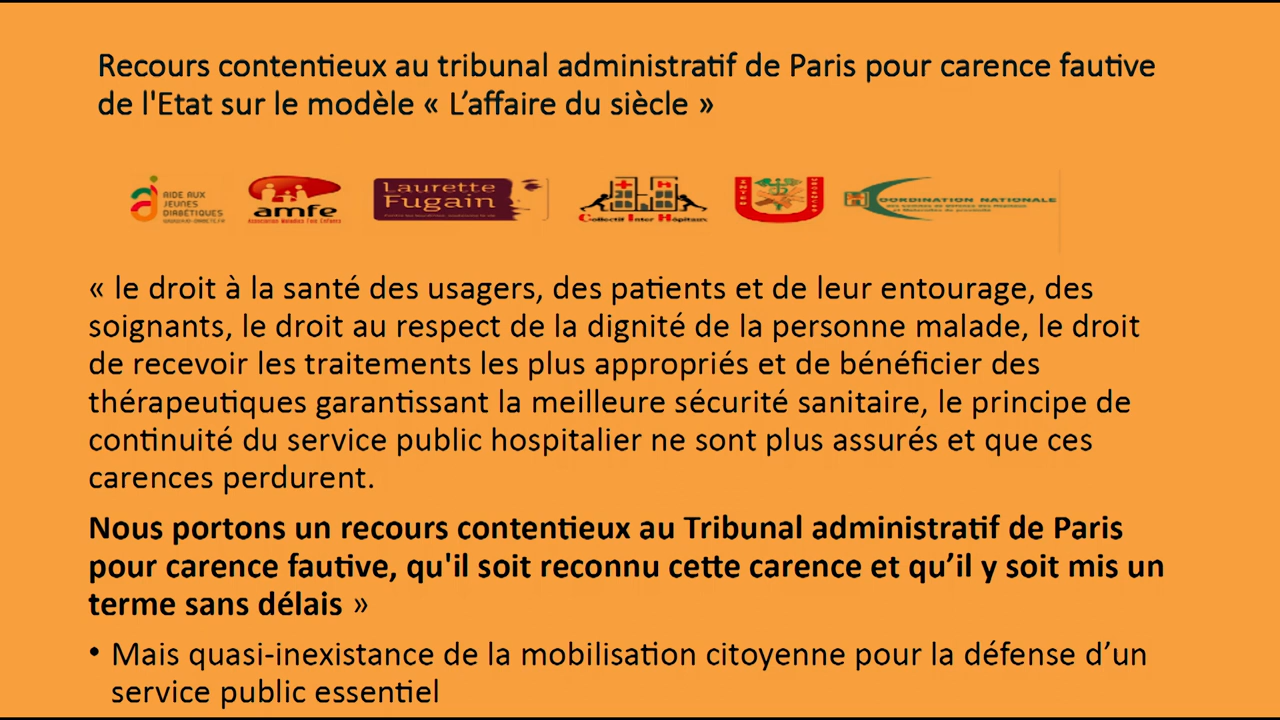 Recours contentieux au tribunal administratif de Paris pour carence fautive
de l'Etat sur le modèle « L’affaire du siècle »
AIDE AUX
JEUNES
DIABÉTIQUES
amfe
Laurette
Fugain
Collectif Inter Hôpitaux
INTER
URGENCES
COORDINATION NATIONALE
« le droit à la santé des usagers, des patients et de leur entourage, des
soignants, le droit au respect de la dignité de la personne malade, le droit
de recevoir les traitements les plus appropriés et de bénéficier des
thérapeutiques garantissant la meilleure sécurité sanitaire, le principe de
continuité du service public hospitalier ne sont plus assurés et que ces
carences perdurent.
Nous portons un recours contentieux au Tribunal administratif de Paris
pour carence fautive, qu'il soit reconnu cette carence et qu’il y soit mis un
terme sans délais »
• Mais quasi-inexistance de la mobilisation citoyenne pour la défense d’un
service public essentiel